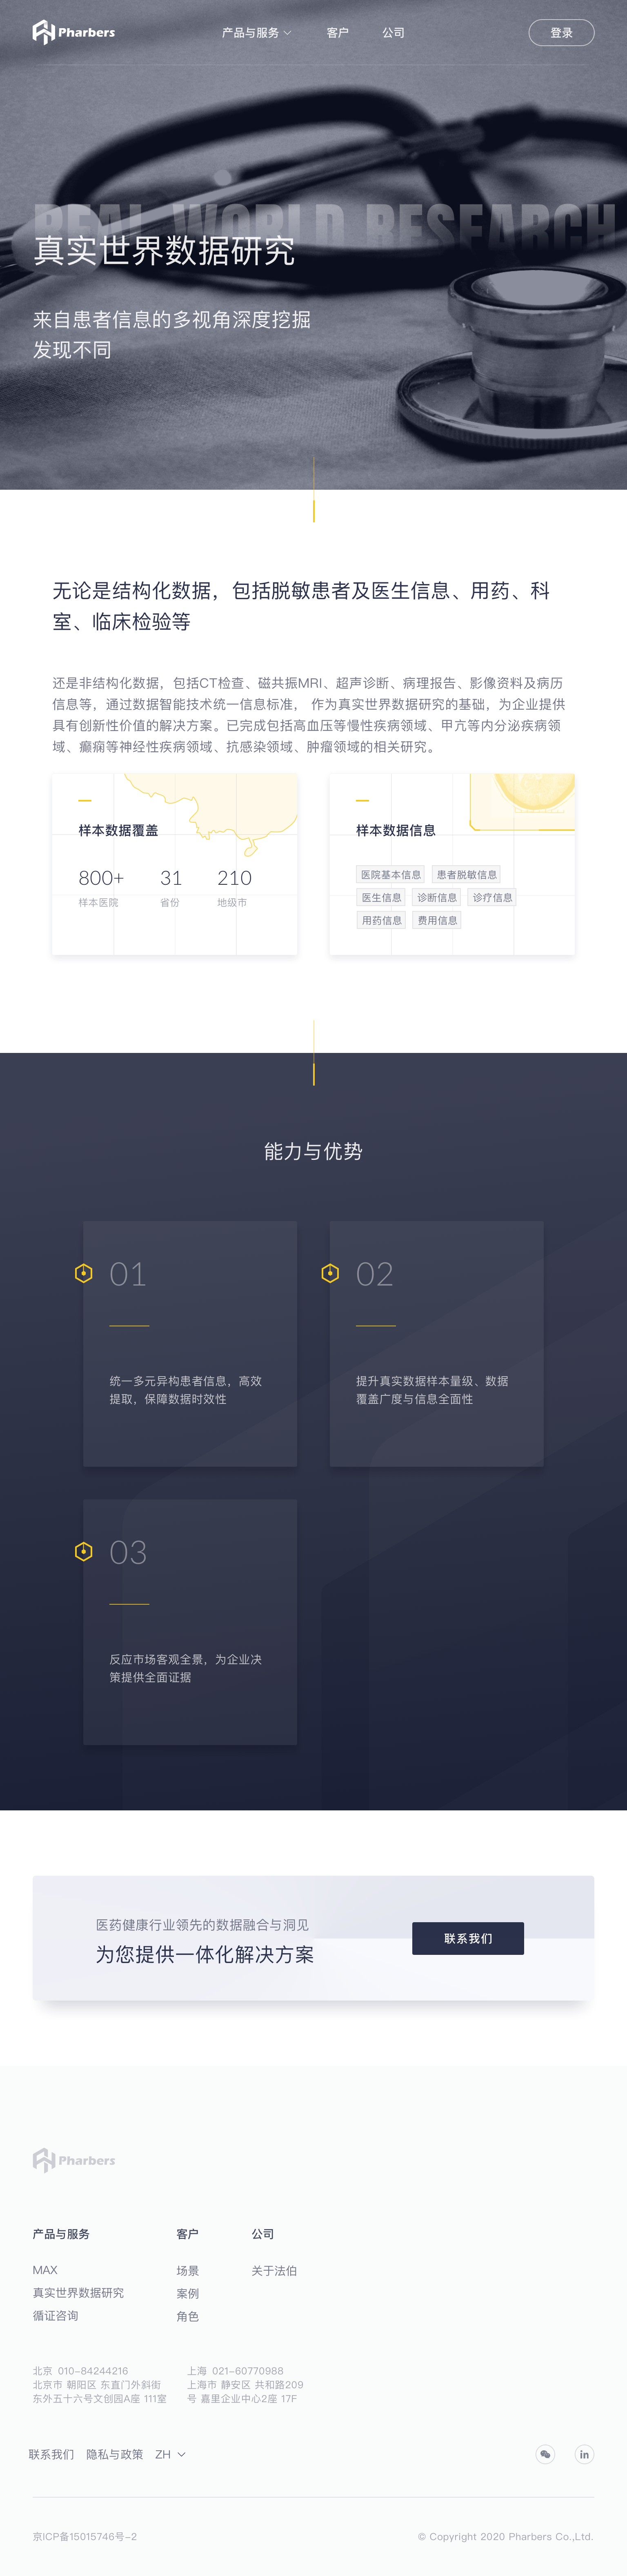 Pharbers
产品与服务
客户
公司
登录
REAL WORLD RESEARCH
真实世界数据研究
来自患者信息的多视角深度挖掘
发现不同
无论是结构化数据，包括脱敏患者及医生信息、用药、科
室、临床检验等
还是非结构化数据，包括CT检查、磁共振MRI、超声诊断、病理报告、影像资料及病历
信息等，通过数据智能技术统一信息标准， 作为真实世界数据研究的基础，为企业提供
具有创新性价值的解决方案。已完成包括高血压等慢性疾病领域、甲亢等内分泌疾病领
域、癫痫等神经性疾病领域、抗感染领域、肿瘤领域的相关研究。
样本数据覆盖
800+
31
210
样本医院
省份
地级市
样本数据信息
医院基本信息
患者脱敏信息
医生信息
诊断信息
诊疗信息
用药信息
费用信息
能力与优势
01
统一多元异构患者信息，高效
提取，保障数据时效性
02
提升真实数据样本量级、数据
覆盖广度与信息全面性
03
反应市场客观全景，为企业决
策提供全面证据
医药健康行业领先的数据融合与洞见
为您提供一体化解决方案
联系我们
Pharbers
产品与服务
客户
公司
MAX
场景
关于法伯
真实世界数据研究
案例
循证咨询
角色
北京 010-84244216
北京市 朝阳区 东直门外斜街
东外五十六号文创园A座 111室
上海 021-60770988
上海市 静安区 共和路209
号 嘉里企业中心2座 17F
联系我们
隐私与政策
ZH
in
京ICP备15015746号-2
© Copyright 2020 Pharbers Co.,Ltd.